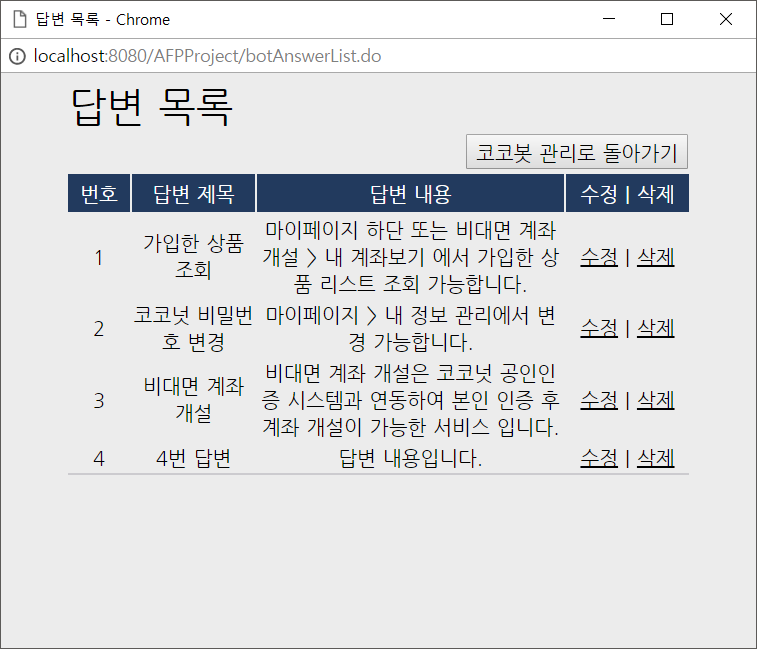 답변 목록 - Chrome
localhost:8080/AFPProject/botAnswerList.do
답변 목록
코코봇 관리로 돌아가기
번호 답변 제목 답변 내용 수정 | 삭제
1 가입한 상품 조회 마이페이지 하단 또는 비대면 계좌 개설 > 내 계좌보기 에서 가입한 상품 리스트 조회 가능합니다. 수정 | 삭제
2 코코넛 비밀번호 변경 마이페이지 > 내 정보 관리에서 변경 가능합니다. 수정 | 삭제
3 비대면 계좌 개설 비대면 계좌 개설은 코코넛 공인인증 시스템과 연동하여 본인 인증 후 계좌 개설이 가능한 서비스 입니다. 수정 | 삭제
4 4번 답변 답변 내용입니다. 수정 | 삭제